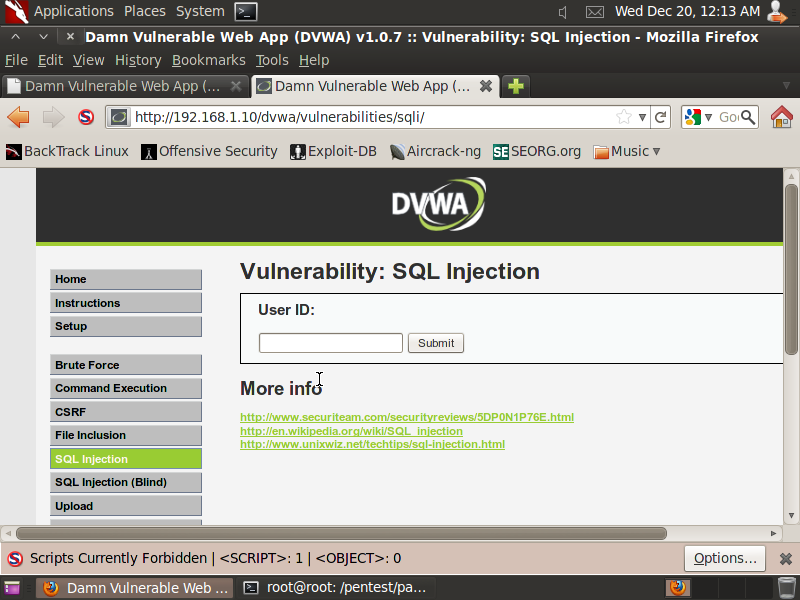 Applications Places System Wed Dec 20, 12:13 AM
Damn Vulnerable Web App (DVWA) v1.0.7 :: Vulnerability: SQL Injection - Mozilla Firefox
File Edit View History Bookmarks Tools Help
Damn Vulnerable Web App (... Damn Vulnerable Web App (...
http://192.168.1.10/dvwa/vulnerabilities/sqli/
BackTrack Linux Offensive Security Exploit-DB Aircrack-ng SEORG.org Music
DVWA
Home
Instructions
Setup
Brute Force
Command Execution
CSRF
File Inclusion
SQL Injection
SQL Injection (Blind)
Upload
Vulnerability: SQL Injection
User ID:
Submit
More info
http://www.securiteam.com/securityreviews/5DP0N1P76E.html
http://en.wikipedia.org/wiki/SQL_injection
http://www.unixwiz.net/techtips/sql-injection.html
Scripts Currently Forbidden | <SCRIPT>: 1 | <OBJECT>: 0 Options...
Damn Vulnerable Web ... root@root: /pentest/pa...